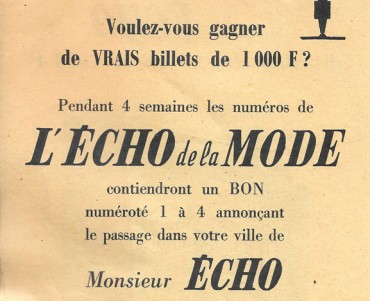 Voulez-vous gagner
de VRAIS billets de 1 000 F ?
Pendant 4 semaines les numéros de
L'ÉCHO de la MODE
contiendront un BON
numéroté 1 à 4 annonçant
le passage dans votre ville de
Monsieur ÉCHO